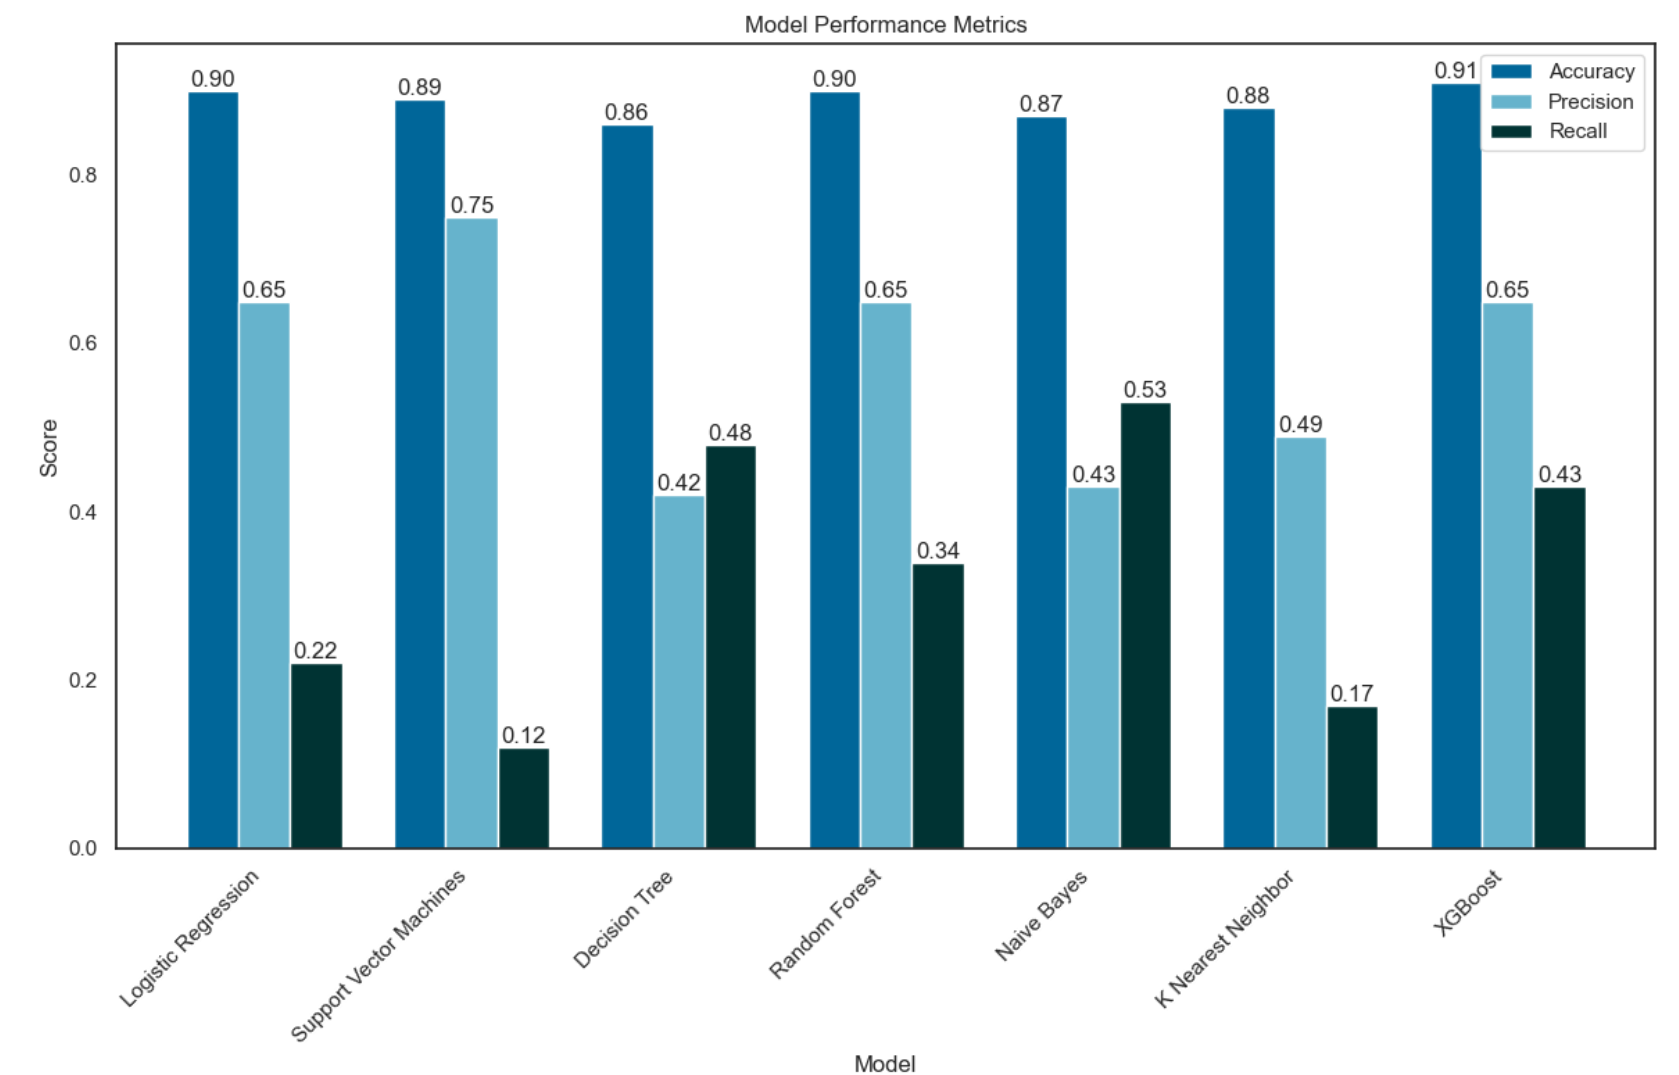 Model Performance Metrics
0.90 0.89 0.86 0.90 0.87 0.88 0.91
Accuracy
Precision
Recall
0.65 0.75 0.42 0.65 0.43 0.49 0.65
0.22 0.12 0.48 0.34 0.53 0.17 0.43
0.8
0.6
0.4
0.2
0.0
Score
Logistic Regression
Support Vector Machines
Decision Tree
Random Forest
Naive Bayes
K Nearest Neighbor
XGBoost
Model